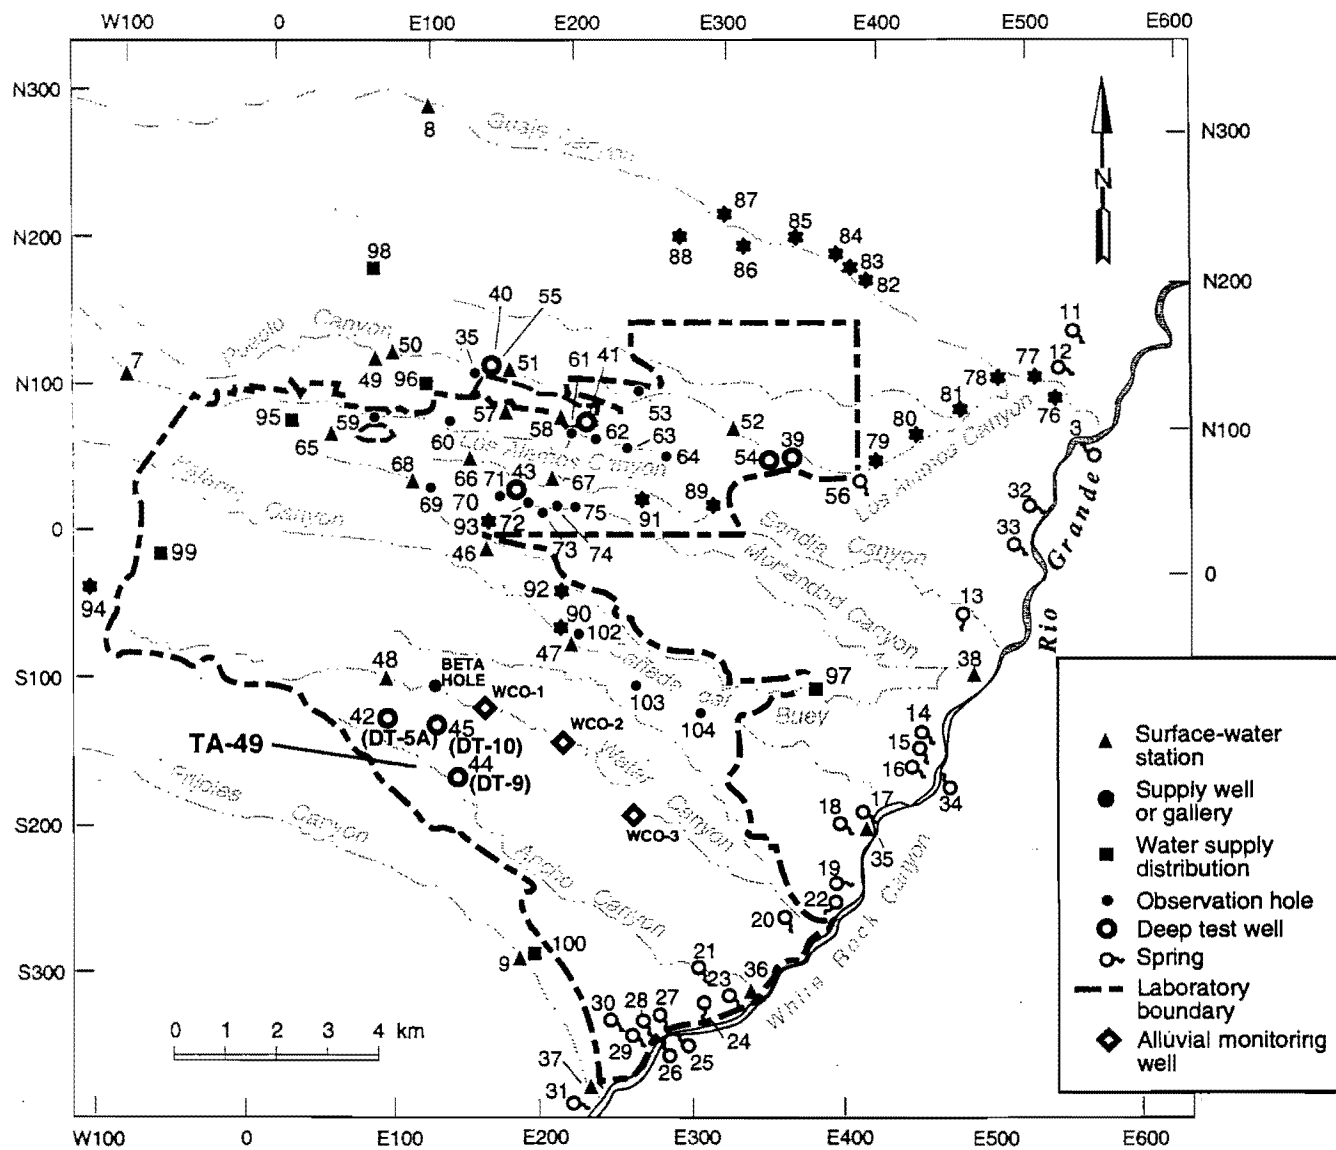 W100 0 E100 E200 E300 E400 E500 E600
N300
N200
N100
0
S100
S200
S300
N300
N200
N100
0
N
8
Guaje Canyon
87
88
86
85
84
83
82
98
40
55
11
Pueblo Canyon
50
35
61
41
12
7
49
96
51
77
78
76
95
59
57
53
52
81
80
3
65
60
58
62
63
39
79
Los Alamos Canyon
64
54
56
Los Alamos Canyon
68
66
43
67
32
Pajarito Canyon
69
71
70
72
75
91
89
33
93
73
74
Sandia Canyon
99
46
Mortandad Canyon
Rio Grande
94
92
90
102
13
47
Cañada del Buey
38
48
BETA
HOLE
WCO-1
103
104
97
42
(DT-5A)
45
(DT-10)
WCO-2
14
15
16
TA-49
44
(DT-9)
Water Canyon
34
Frijoles Canyon
WCO-3
18
17
35
Ancho Canyon
19
22
20
White Rock Canyon
9
100
21
36
23
30
28
27
24
29
26
25
37
31
0 1 2 4 km
W100 0 E100 E200 E300 E400 E500 E600
Surface-water
station
Supply well
or gallery
Water supply
distribution
Observation hole
Deep test well
Spring
Laboratory
boundary
Alluvial monitoring
well